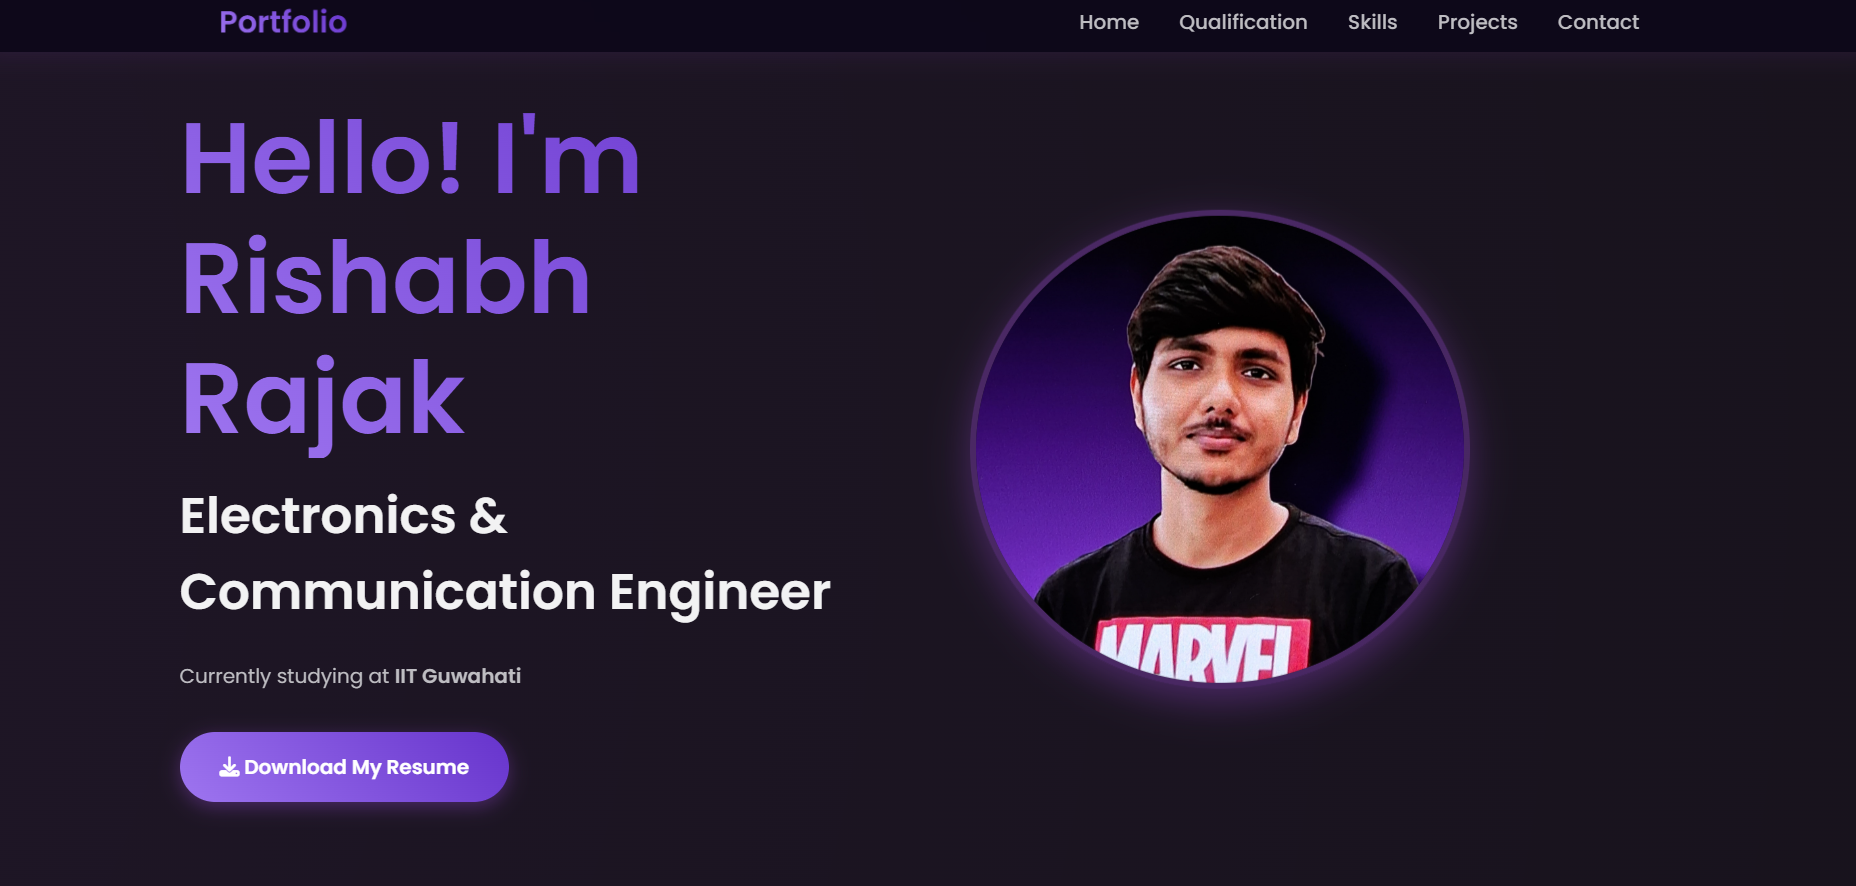 Portfolio
Home Qualification Skills Projects Contact
Hello! I'm
Rishabh
Rajak
Electronics &
Communication Engineer
Currently studying at IIT Guwahati
Download My Resume
MARVEL